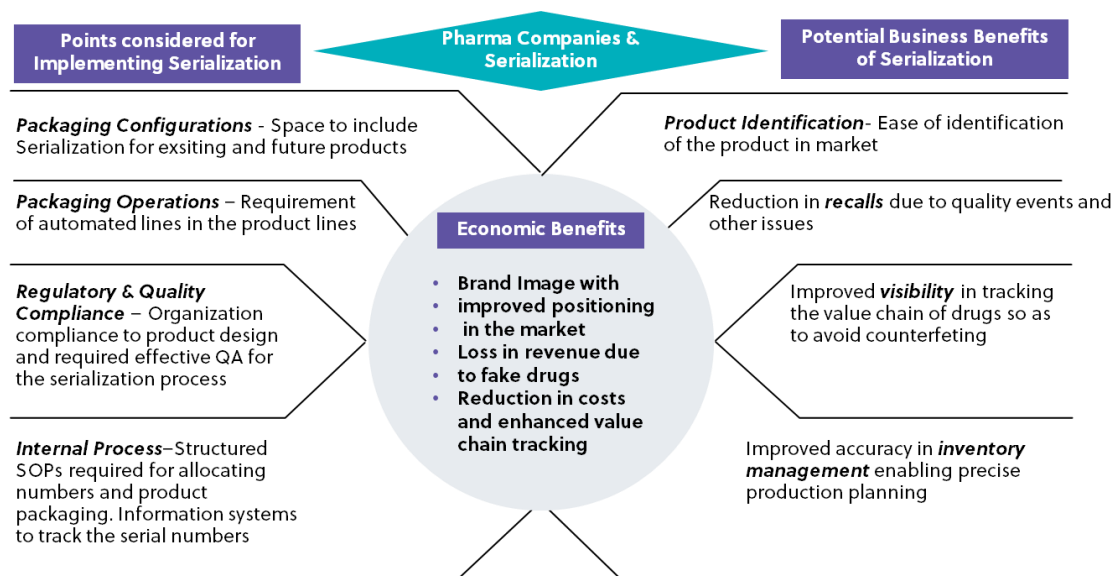 Points considered for
Implementing Serialization
Pharma Companies &
Serialization
Potential Business Benefits
of Serialization
Packaging Configurations - Space to include
Serialization for exsiting and future products
Packaging Operations – Requirement
of automated lines in the product lines
Regulatory & Quality
Compliance – Organization
compliance to product design
and required effective QA for
the serialization process
Internal Process–Structured
SOPs required for allocating
numbers and product
packaging. Information systems
to track the serial numbers
Economic Benefits
• Brand Image with
• improved positioning
• in the market
• Loss in revenue due
• to fake drugs
• Reduction in costs
and enhanced value
chain tracking
Product Identification- Ease of identification
of the product in market
Reduction in recalls due to quality events and
other issues
Improved visibility in tracking
the value chain of drugs so as
to avoid counterfeting
Improved accuracy in inventory
management enabling precise
production planning